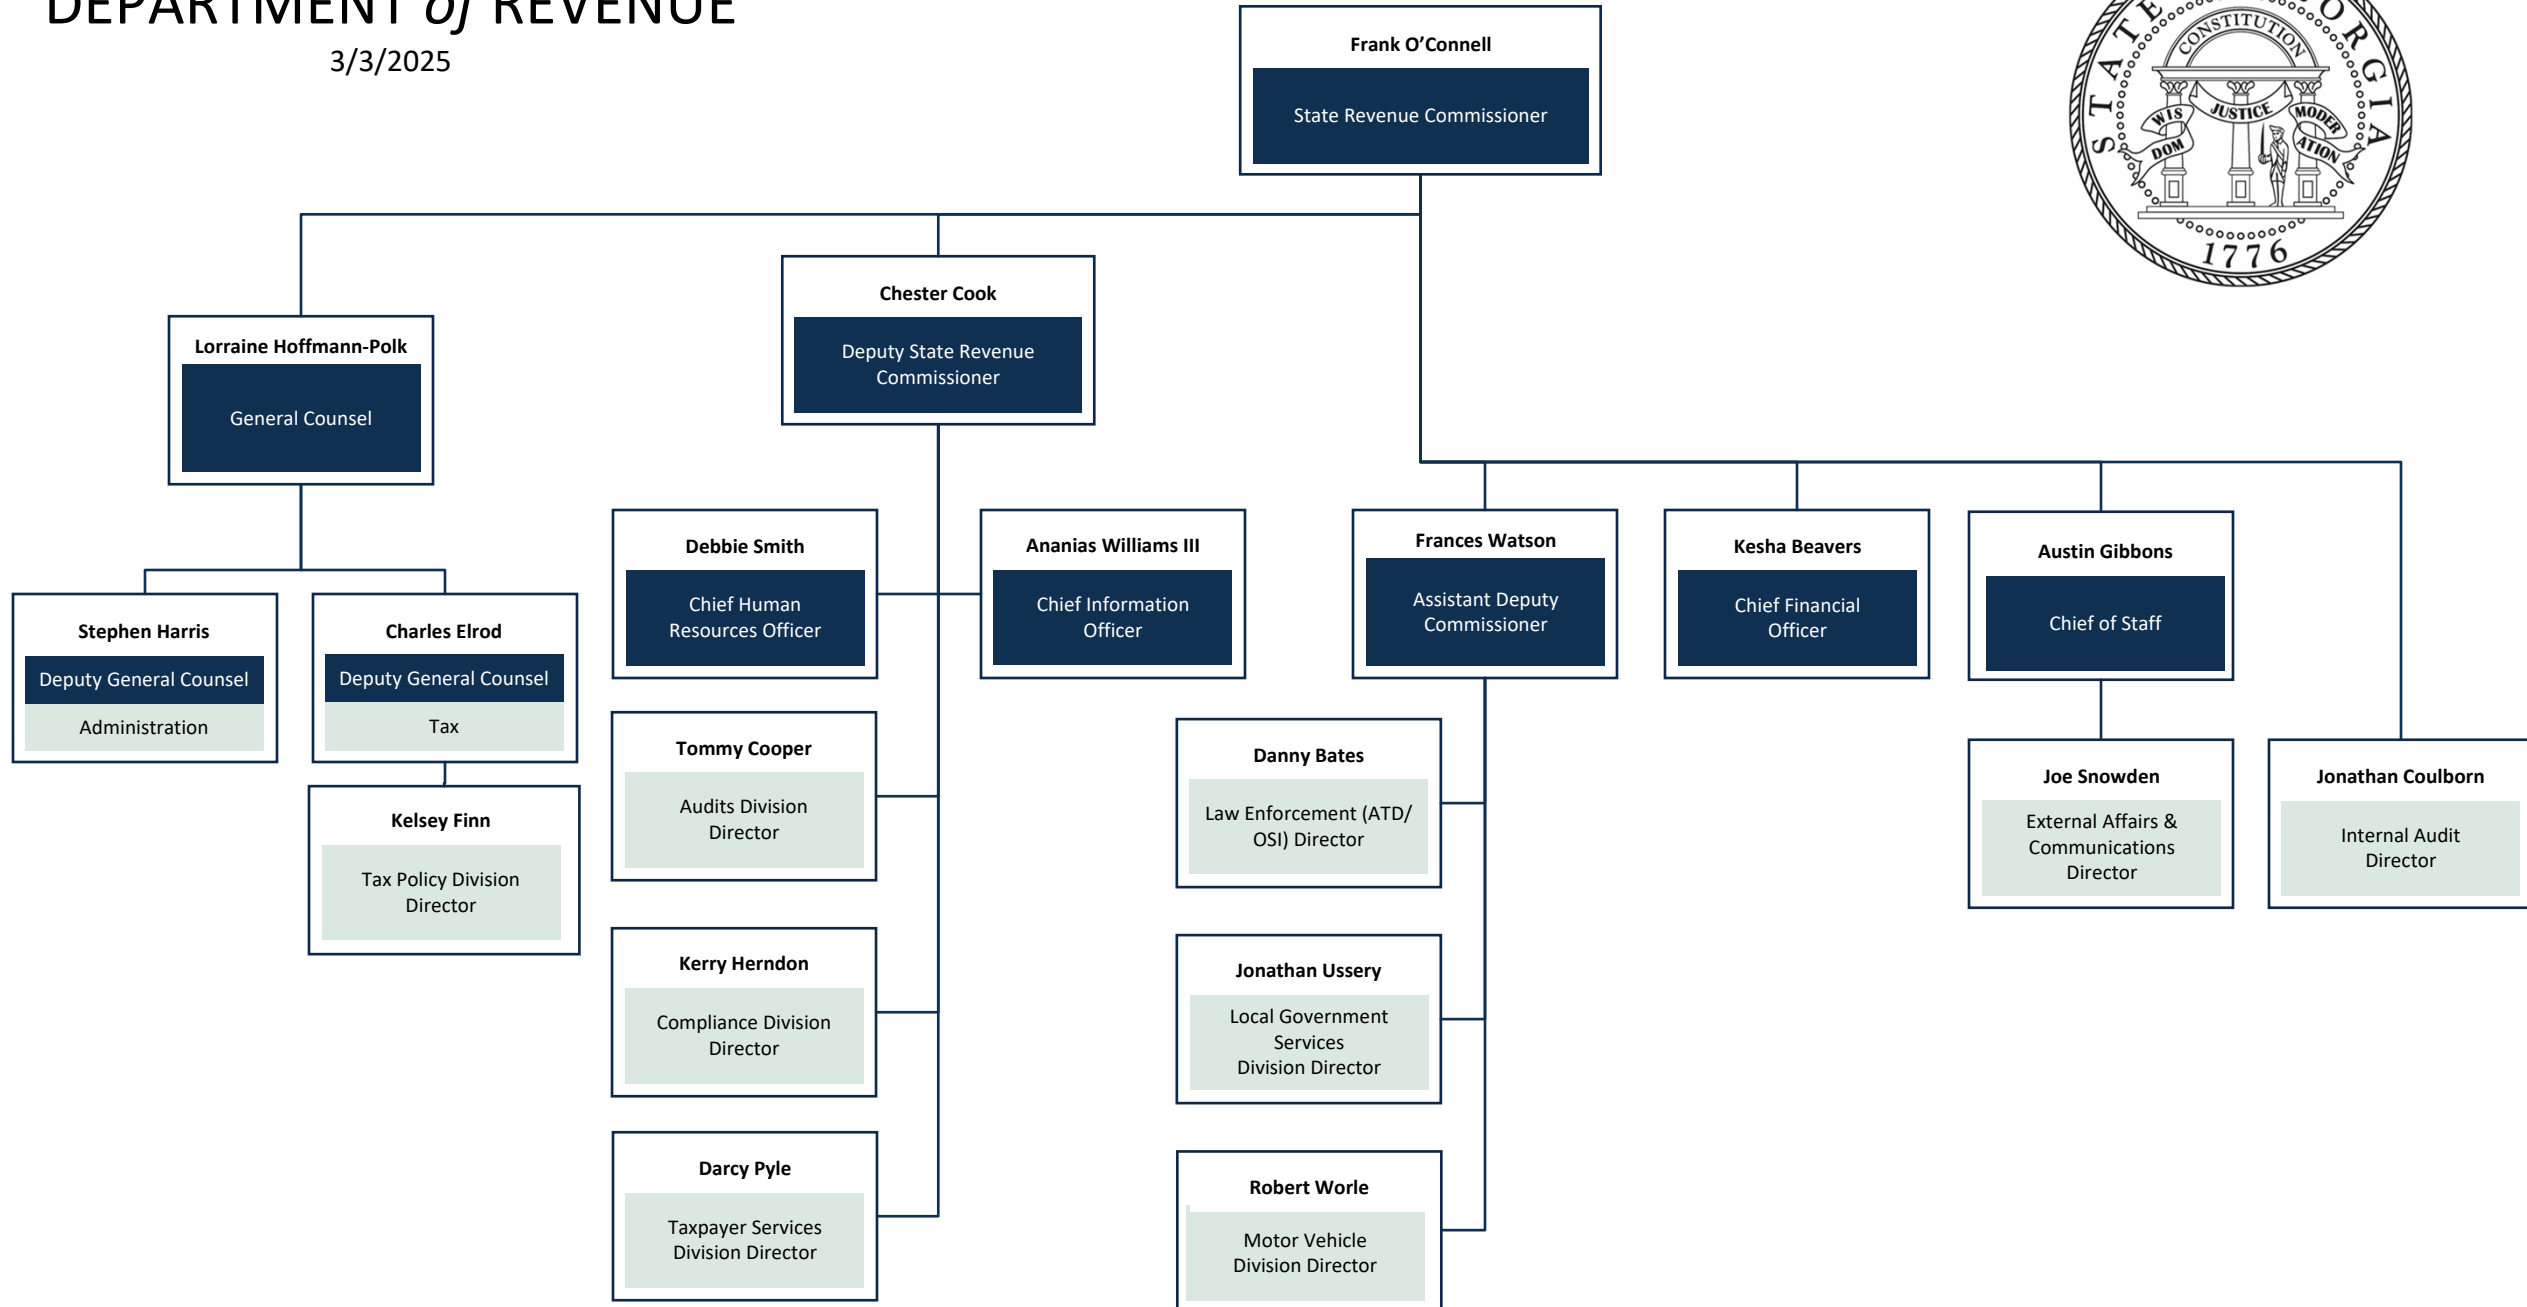 DEPARTMENT of REVENUE
3/3/2025
Frank O’Connell
State Revenue Commissioner
STATE
ORGIA
CONSTITUTION
WIS
DOM
JUSTICE
MODER
ATION
1776
Chester Cook
Deputy State Revenue
Commissioner
Lorraine Hoffmann-Polk
General Counsel
Debbie Smith
Chief Human
Resources Officer
Ananias Williams III
Chief Information
Officer
Frances Watson
Assistant Deputy
Commissioner
Kesha Beavers
Chief Financial
Officer
Austin Gibbons
Chief of Staff
Stephen Harris
Deputy General Counsel
Administration
Charles Elrod
Deputy General Counsel
Tax
Kelsey Finn
Tax Policy Division
Director
Tommy Cooper
Audits Division
Director
Danny Bates
Law Enforcement (ATD/
OSI) Director
Joe Snowden
External Affairs &
Communications
Director
Jonathan Coulborn
Internal Audit
Director
Kerry Herndon
Compliance Division
Director
Jonathan Ussery
Local Government
Services
Division Director
Darcy Pyle
Taxpayer Services
Division Director
Robert Worle
Motor Vehicle
Division Director